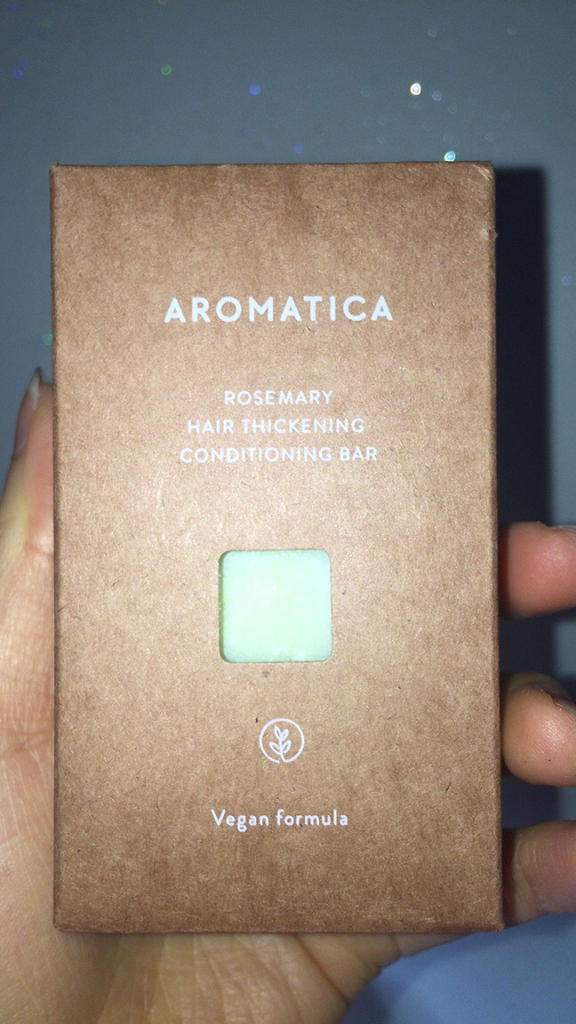 AROMATICA
ROSEMARY
HAIR THICKENING
CONDITIONING BAR
Vegan formula